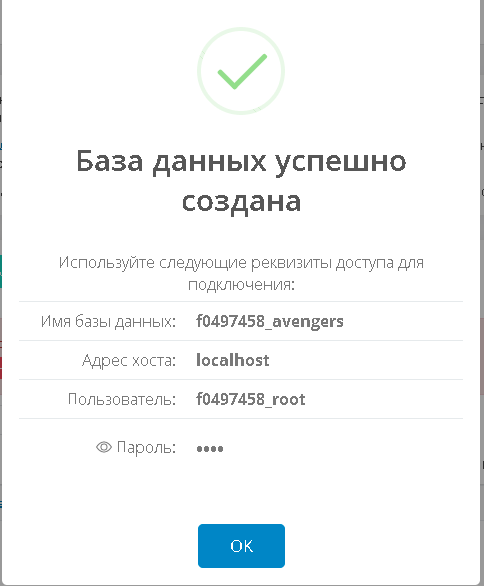 База данных успешно
создана
Используйте следующие реквизиты доступа для
подключения:
Имя базы данных: f0497458_avengers
Адрес хоста: localhost
Пользователь: f0497458_root
Пароль: ••••
OK